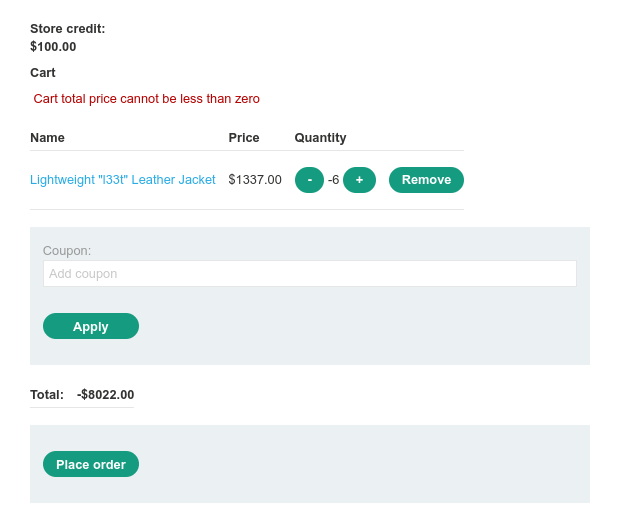 Store credit:
$100.00
Cart
Cart total price cannot be less than zero
Name Price Quantity
Lightweight "l33t" Leather Jacket $1337.00 - -6 + Remove
Coupon:
Add coupon
Apply
Total: -$8022.00
Place order